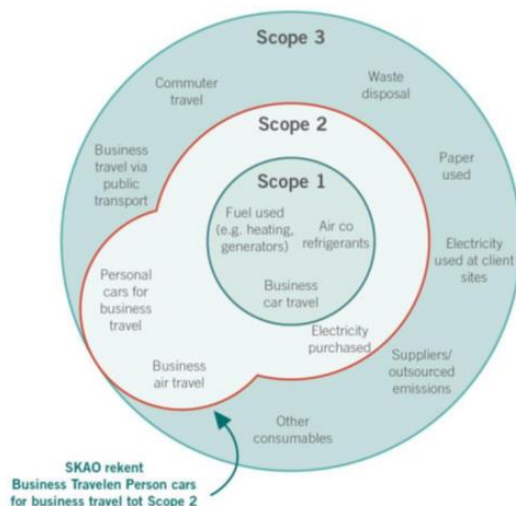 Scope 3
Commuter
travel
Waste
disposal
Scope 2
Business
travel via
public
transport
Paper
used
Scope 1
Fuel used
(e.g. heating,
generators)
Air co
refrigerants
Electricity
used at client
sites
Personal
cars for
business
travel
Business
car travel
Electricity
purchased
Business
air travel
Suppliers/
outsourced
emissions
Other
consumables
SKAO rekent
Business Travelen Person cars
for business travel tot Scope 2